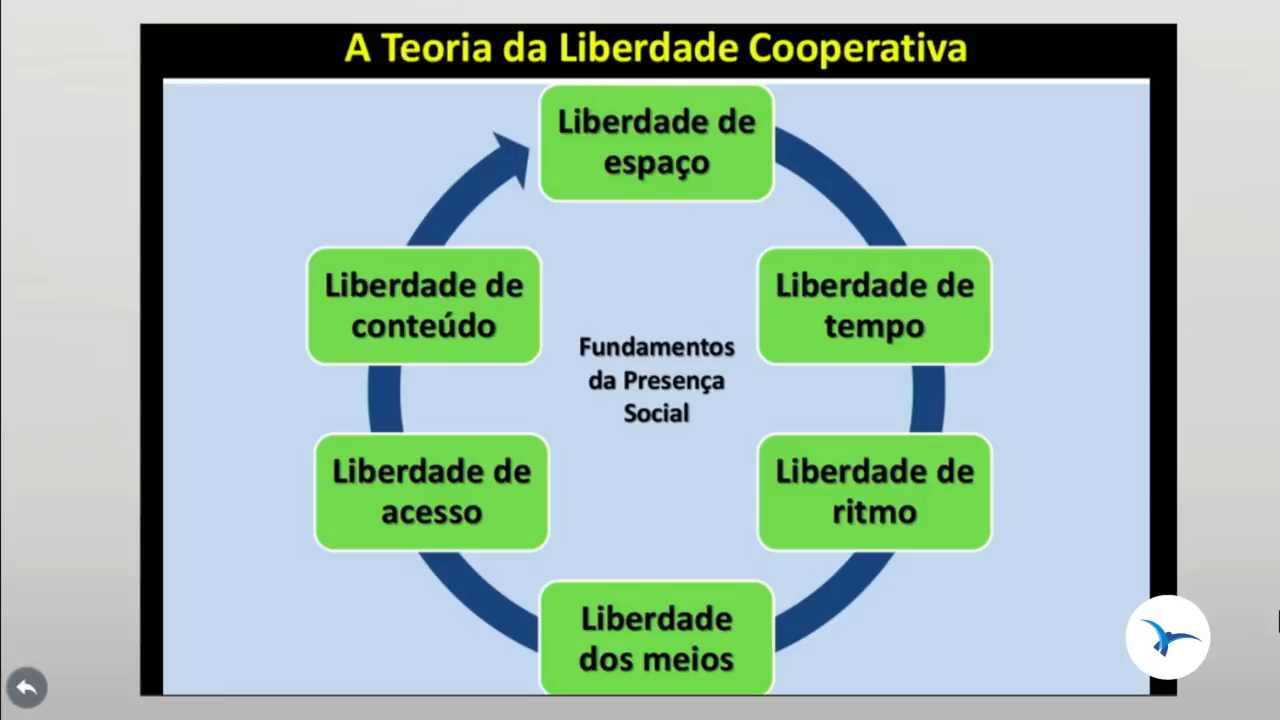 A Teoria da Liberdade Cooperativa
Liberdade de
espaço
Liberdade de
tempo
Liberdade de
ritmo
Liberdade
dos meios
Liberdade de
acesso
Liberdade de
conteúdo
Fundamentos
da Presença
Social